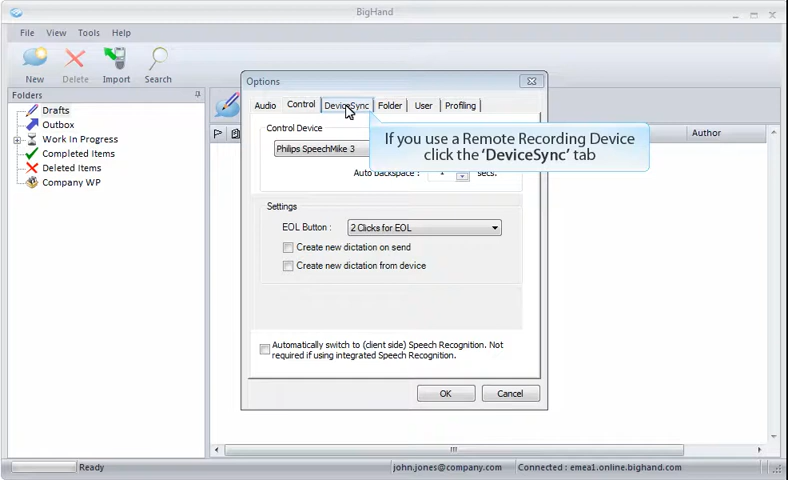 BigHand
File View Tools Help
New Delete Import Search
Folders
Drafts
Outbox
Work In Progress
Completed Items
Deleted Items
Company WP
Author
Options
Audio Control DeviceSync Folder User Profiling
If you use a Remote Recording Device
click the 'DeviceSync' tab
Control Device
Philips SpeechMike 3
Auto backspace : secs.
Settings
EOL Button : 2 Clicks for EOL
Create new dictation on send
Create new dictation from device
Automatically switch to (client side) Speech Recognition. Not
required if using integrated Speech Recognition.
OK Cancel
Ready john.jones@company.com Connected : emea1.online.bighand.com